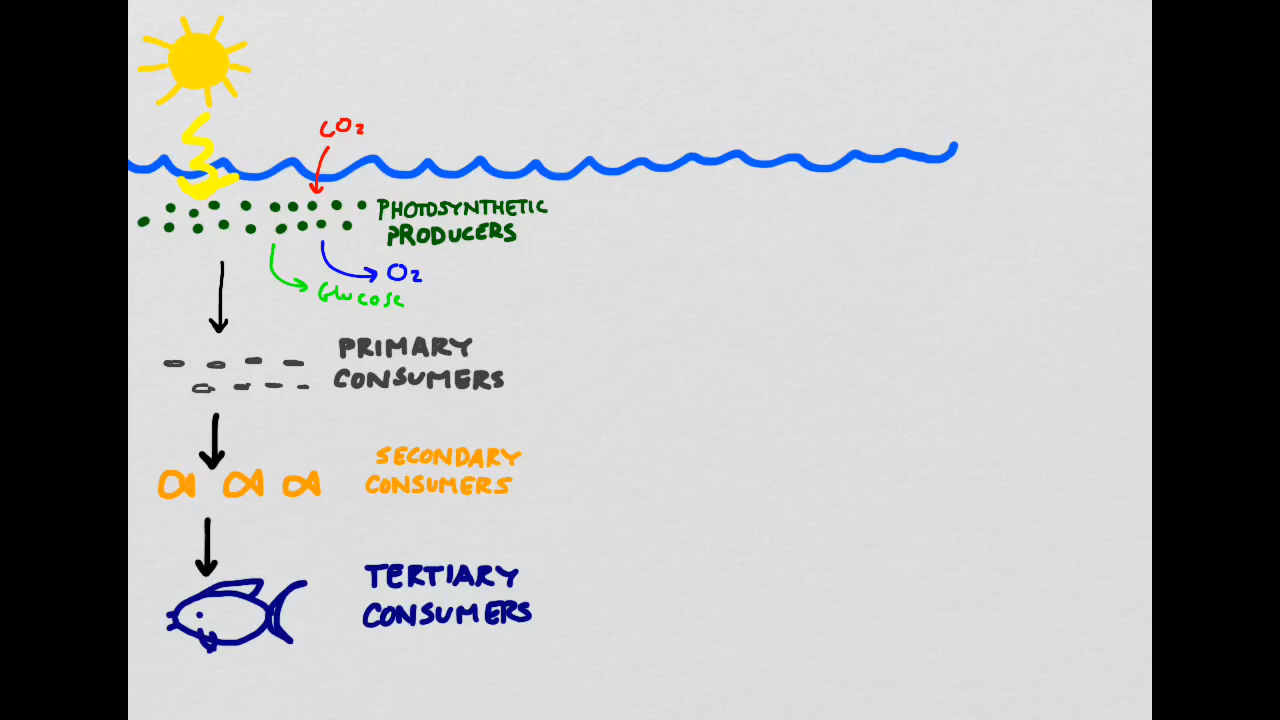 CO₂
PHOTOSYNTHETIC
PRODUCERS
O₂
Glucose
PRIMARY
CONSUMERS
SECONDARY
CONSUMERS
TERTIARY
CONSUMERS